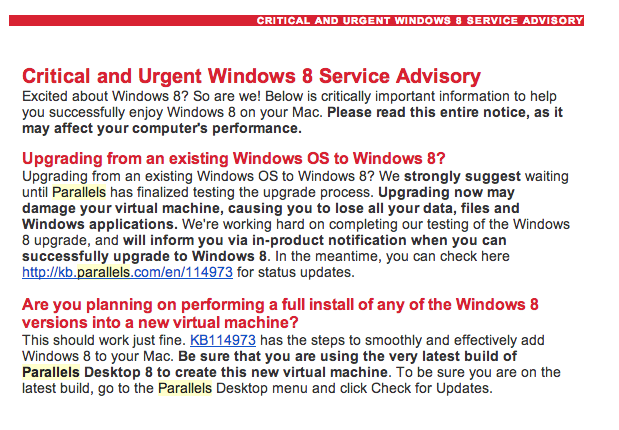 CRITICAL AND URGENT WINDOWS 8 SERVICE ADVISORY
Critical and Urgent Windows 8 Service Advisory
Excited about Windows 8? So are we! Below is critically important information to help
you successfully enjoy Windows 8 on your Mac. Please read this entire notice, as it
may affect your computer's performance.
Upgrading from an existing Windows OS to Windows 8?
Upgrading from an existing Windows OS to Windows 8? We strongly suggest waiting
until Parallels has finalized testing the upgrade process. Upgrading now may
damage your virtual machine, causing you to lose all your data, files and
Windows applications. We're working hard on completing our testing of the Windows
8 upgrade, and will inform you via in-product notification when you can
successfully upgrade to Windows 8. In the meantime, you can check here
http://kb.parallels.com/en/114973 for status updates.
Are you planning on performing a full install of any of the Windows 8
versions into a new virtual machine?
This should work just fine. KB114973 has the steps to smoothly and effectively add
Windows 8 to your Mac. Be sure that you are using the very latest build of
Parallels Desktop 8 to create this new virtual machine. To be sure you are on the
latest build, go to the Parallels Desktop menu and click Check for Updates.